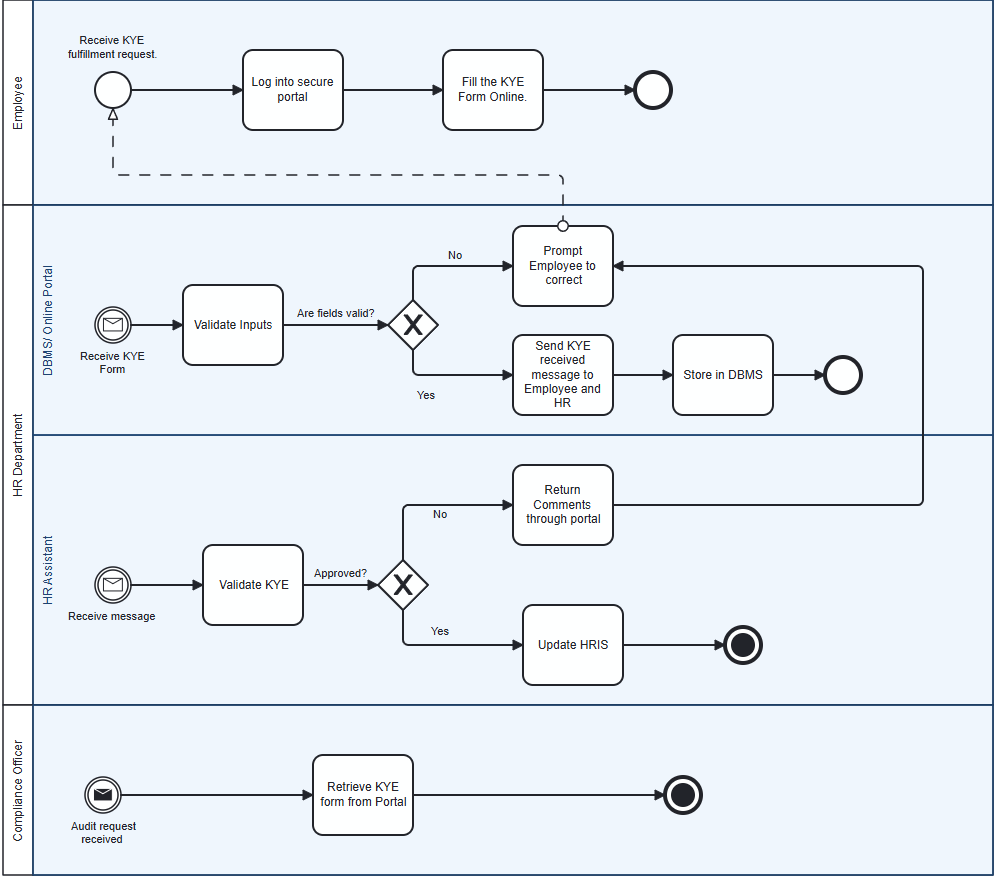 Employee
Receive KYE
fulfillment request.
Log into secure
portal
Fill the KYE
Form Online.
HR Department
DBMS/ Online Portal
Receive KYE
Form
Validate Inputs
Are fields valid?
No
Yes
Prompt
Employee to
correct
Send KYE
received
message to
Employee and
HR
Store in DBMS
HR Assistant
Receive message
Validate KYE
Approved?
No
Yes
Return
Comments
through portal
Update HRIS
Compliance Officer
Audit request
received
Retrieve KYE
form from Portal